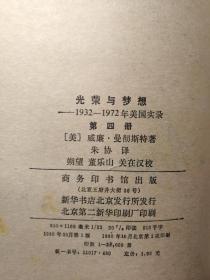 光荣与梦想
——1932—1972年美国实录
第四册
〔美〕威廉·曼彻斯特著
朱协译
朔望 董乐山 关在汉校
商务印书馆出版
（北京王府井大街36号）
新华书店北京发行所发行
北京第二新华印刷厂印刷